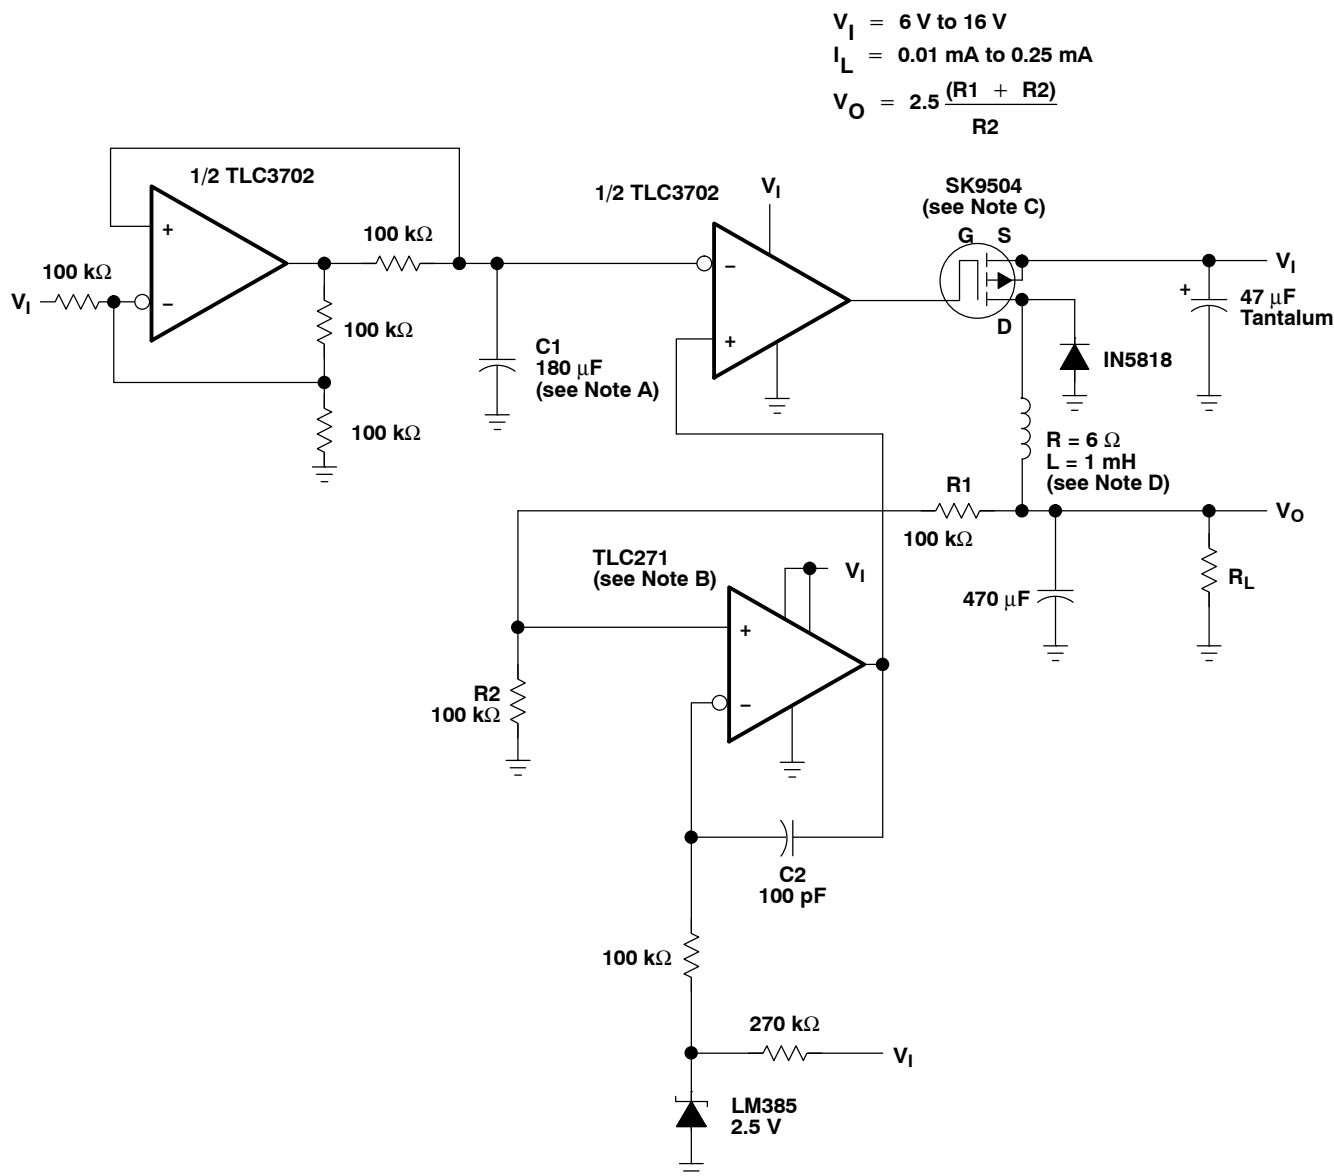 V_I = 6 V to 16 V
I_L = 0.01 mA to 0.25 mA
V_O = 2.5 (R1 + R2)
R2
1/2 TLC3702
+
−
100 kΩ
V_I
100 kΩ
100 kΩ
100 kΩ
C1
180 μF
(see Note A)
1/2 TLC3702
V_I
−
+
SK9504
(see Note C)
G S
D
V_I
+
47 μF
Tantalum
IN5818
R = 6 Ω
L = 1 mH
(see Note D)
R1
100 kΩ
V_O
470 μF
R_L
TLC271
(see Note B)
V_I
+
−
R2
100 kΩ
C2
100 pF
100 kΩ
270 kΩ
V_I
LM385
2.5 V